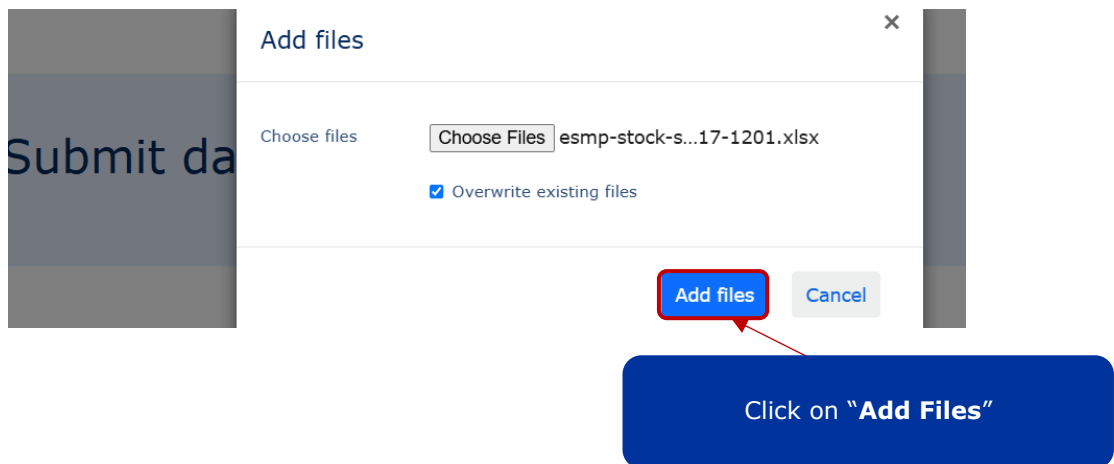 Add files
×
Submit da
Choose files
Choose Files esmp-stock-s...17-1201.xlsx
Overwrite existing files
Add files
Cancel
Click on “Add Files”